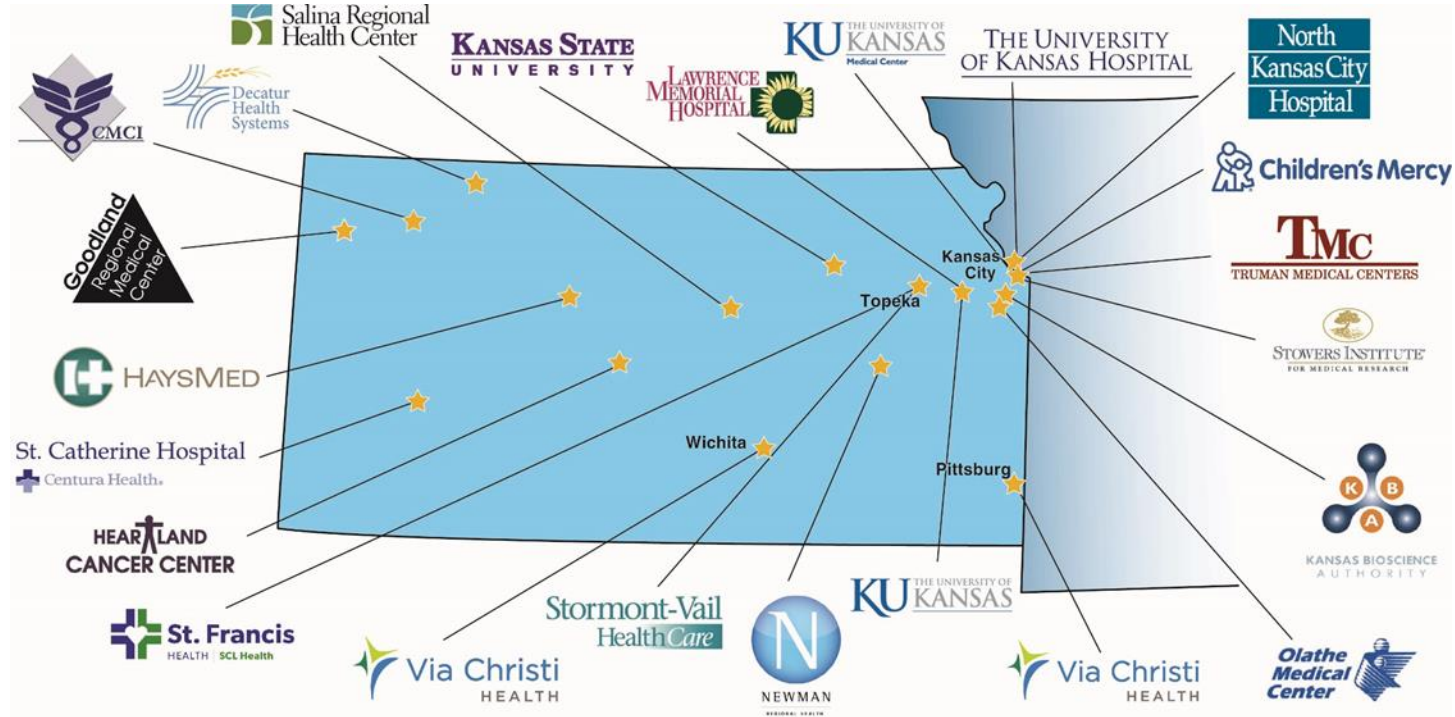 Salina Regional
Health Center
KANSAS STATE
UNIVERSITY
LAWRENCE
MEMORIAL
HOSPITAL
KU THE UNIVERSITY OF
KANSAS
Medical Center
THE UNIVERSITY
OF KANSAS HOSPITAL
North
Kansas City
Hospital
CMCI
Decatur
Health
Systems
Children's Mercy
Goodland
Regional
Medical
Center
TMC
TRUMAN MEDICAL CENTERS
Kansas
City
Topeka
STOWERS INSTITUTE
FOR MEDICAL RESEARCH
HAYSMED
St. Catherine Hospital
Centura Health.
Wichita
Pittsburg
K B
A
KANSAS BIOSCIENCE
AUTHORITY
HEARTLAND
CANCER CENTER
St. Francis
HEALTH SCL Health
Via Christi
HEALTH
Stormont-Vail
HealthCare
N
NEWMAN
REGIONAL HEALTH
KU THE UNIVERSITY OF
KANSAS
Via Christi
HEALTH
Olathe
Medical
Center